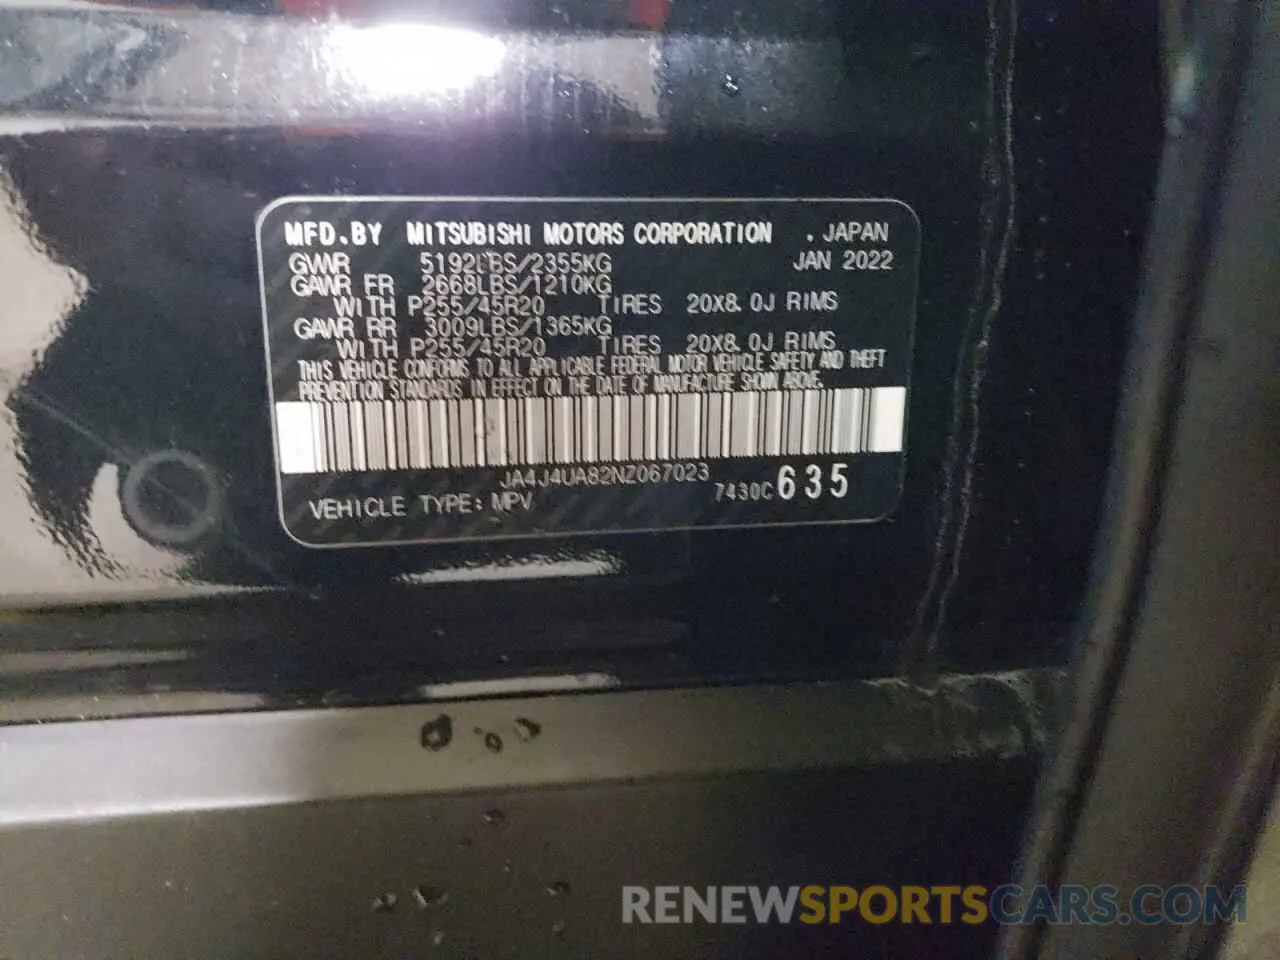 MFD.BY MITSUBISHI MOTORS CORPORATION . JAPAN
GVWR 5192LBS/2355KG JAN 2022
GAWR FR 2668LBS/1210KG
WITH P255/45R20 TIRES 20X8.0J RIMS
GAWR RR 3009LBS/1365KG
WITH P255/45R20 TIRES 20X8.0J RIMS
THIS VEHICLE CONFORMS TO ALL APPLICABLE FEDERAL MOTOR VEHICLE SAFETY AND THEFT
PREVENTION STANDARDS IN EFFECT ON THE DATE OF MANUFACTURE SHOWN ABOVE.
JA4J4UA82NZ067023
7430C 635
VEHICLE TYPE: MPV
RENEWSPORTSCARS.COM